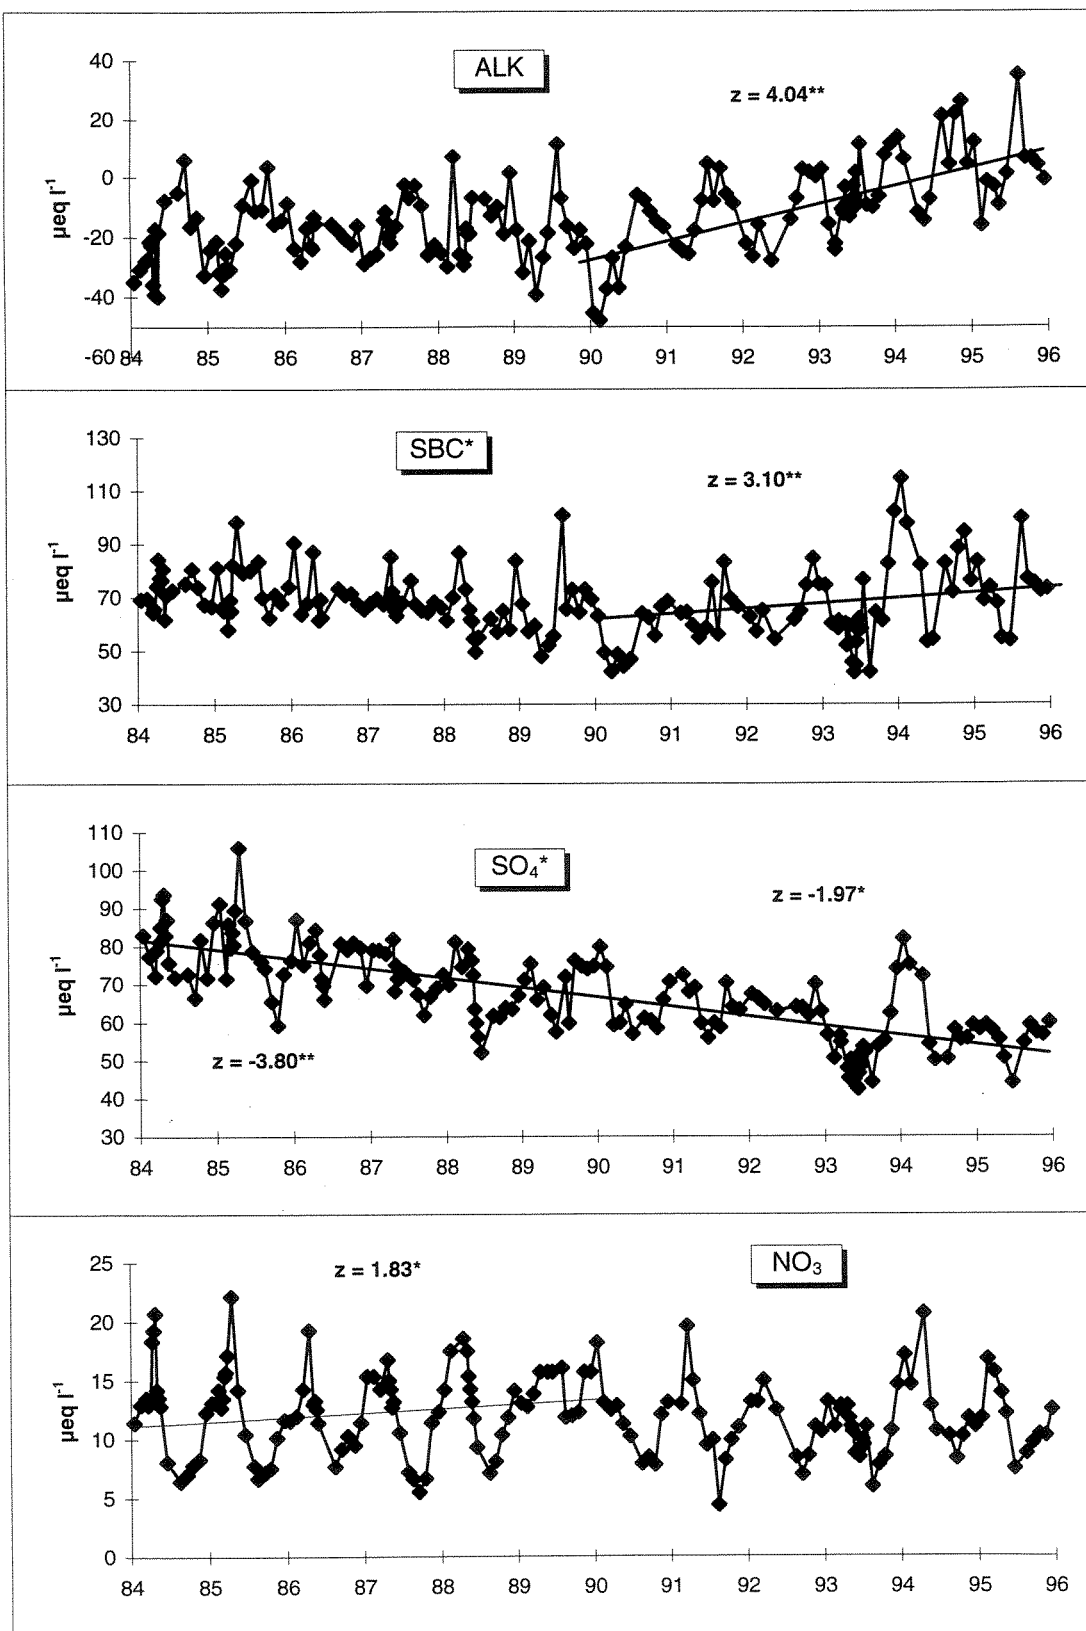 ALK
z = 4.04**
µeq l⁻¹
40
20
0
-20
-40
-60
84 85 86 87 88 89 90 91 92 93 94 95 96
SBC*
z = 3.10**
µeq l⁻¹
130
110
90
70
50
30
84 85 86 87 88 89 90 91 92 93 94 95 96
SO₄*
z = -1.97*
z = -3.80**
µeq l⁻¹
110
100
90
80
70
60
50
40
30
84 85 86 87 88 89 90 91 92 93 94 95 96
NO₃
z = 1.83*
µeq l⁻¹
25
20
15
10
5
0
84 85 86 87 88 89 90 91 92 93 94 95 96